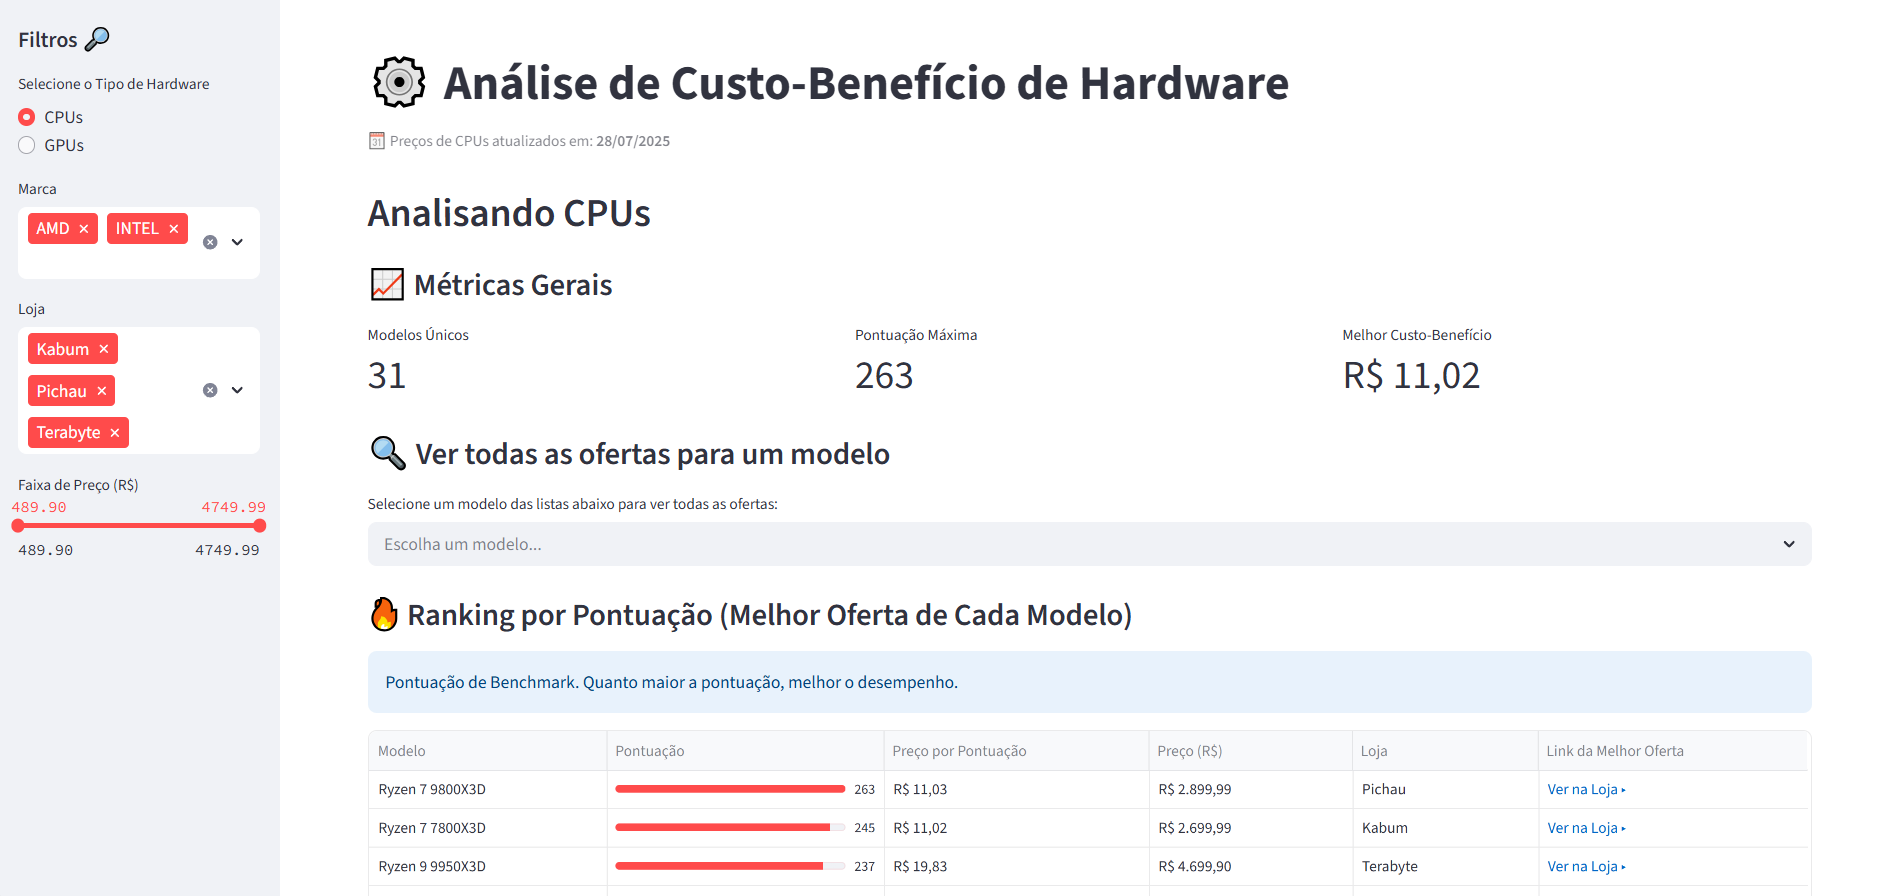 Filtros
Selecione o Tipo de Hardware
CPUs
GPUs
Marca
AMD × INTEL ×
Loja
Kabum ×
Pichau ×
Terabyte ×
Faixa de Preço (R$)
489.90 4749.99
489.90 4749.99
Análise de Custo-Benefício de Hardware
31 Preços de CPUs atualizados em: 28/07/2025
Analisando CPUs
Métricas Gerais
Modelos Únicos Pontuação Máxima Melhor Custo-Benefício
31 263 R$ 11,02
Ver todas as ofertas para um modelo
Selecione um modelo das listas abaixo para ver todas as ofertas:
Escolha um modelo...
Ranking por Pontuação (Melhor Oferta de Cada Modelo)
Pontuação de Benchmark. Quanto maior a pontuação, melhor o desempenho.
Modelo Pontuação Preço por Pontuação Preço (R$) Loja Link da Melhor Oferta
Ryzen 7 9800X3D 263 R$ 11,03 R$ 2.899,99 Pichau Ver na Loja ▸
Ryzen 7 7800X3D 245 R$ 11,02 R$ 2.699,99 Kabum Ver na Loja ▸
Ryzen 9 9950X3D 237 R$ 19,83 R$ 4.699,90 Terabyte Ver na Loja ▸